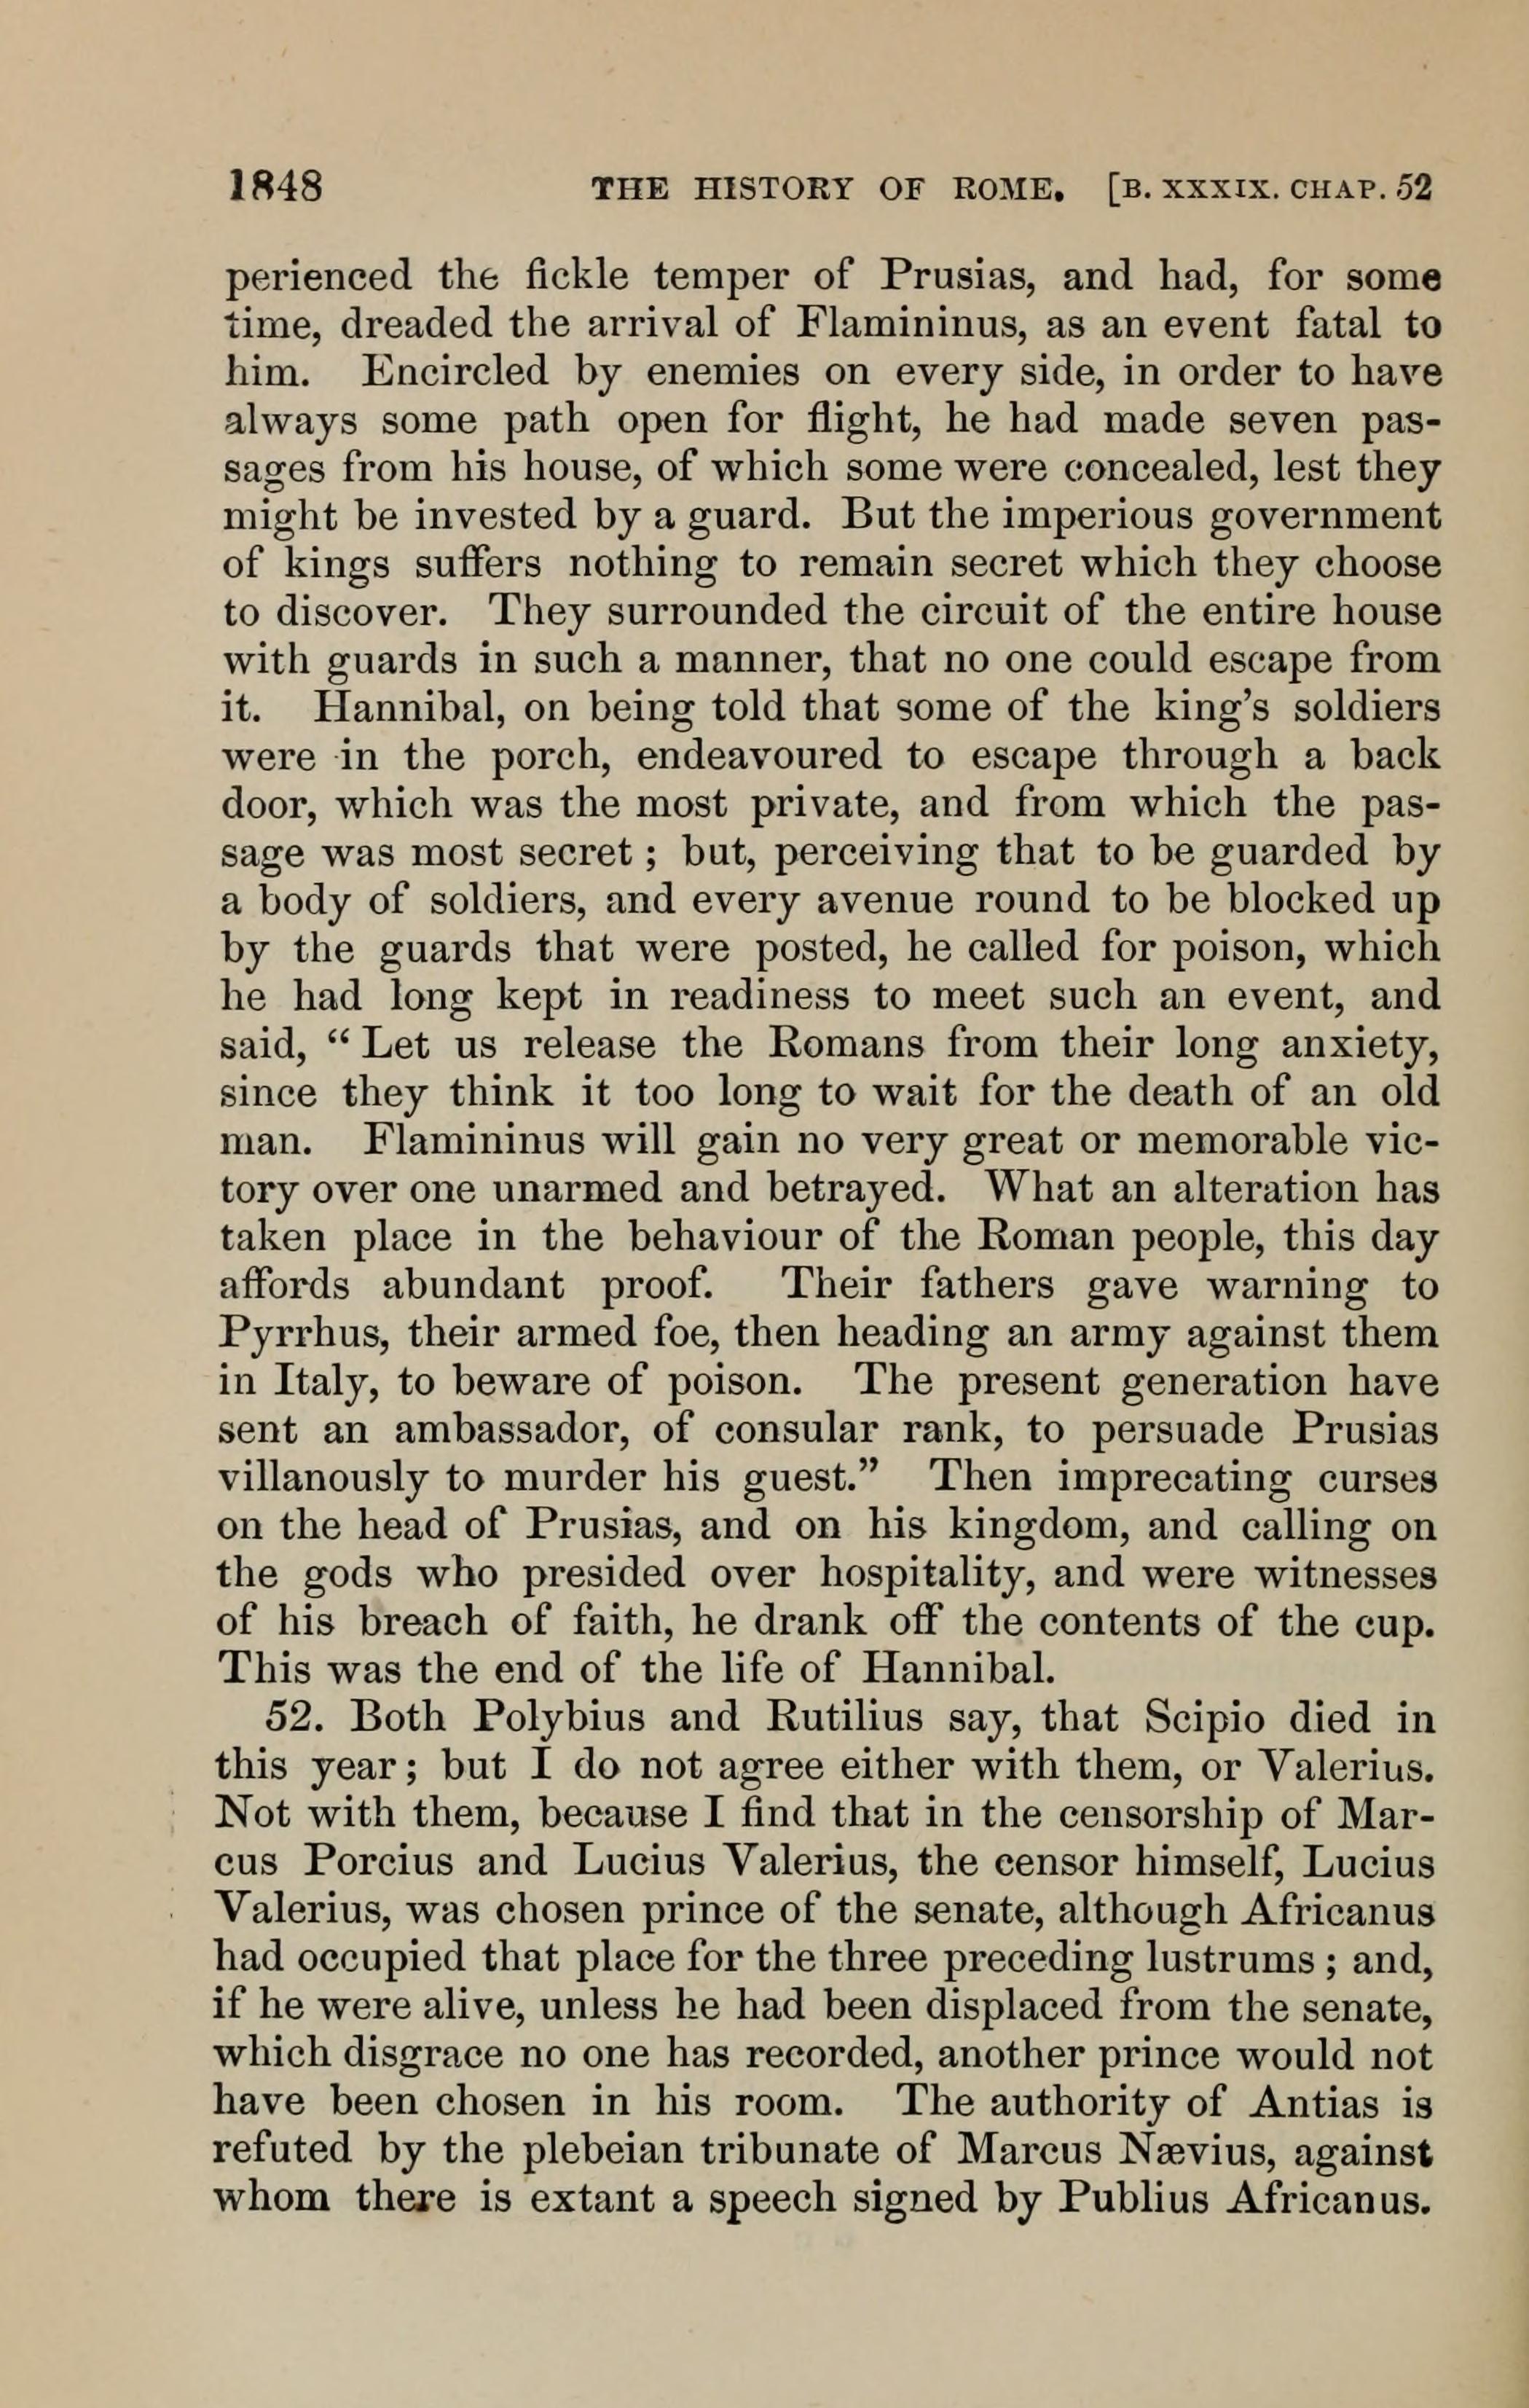 1848 THE HISTORY OF ROME. [B. XXXIX. CHAP. 52
perienced the fickle temper of Prusias, and had, for some
time, dreaded the arrival of Flamininus, as an event fatal to
him. Encircled by enemies on every side, in order to have
always some path open for flight, he had made seven pas-
sages from his house, of which some were concealed, lest they
might be invested by a guard. But the imperious government
of kings suffers nothing to remain secret which they choose
to discover. They surrounded the circuit of the entire house
with guards in such a manner, that no one could escape from
it. Hannibal, on being told that some of the king's soldiers
were in the porch, endeavoured to escape through a back
door, which was the most private, and from which the pas-
sage was most secret; but, perceiving that to be guarded by
a body of soldiers, and every avenue round to be blocked up
by the guards that were posted, he called for poison, which
he had long kept in readiness to meet such an event, and
said, “Let us release the Romans from their long anxiety,
since they think it too long to wait for the death of an old
man. Flamininus will gain no very great or memorable vic-
tory over one unarmed and betrayed. What an alteration has
taken place in the behaviour of the Roman people, this day
affords abundant proof. Their fathers gave warning to
Pyrrhus, their armed foe, then heading an army against them
in Italy, to beware of poison. The present generation have
sent an ambassador, of consular rank, to persuade Prusias
villanously to murder his guest.” Then imprecating curses
on the head of Prusias, and on his kingdom, and calling on
the gods who presided over hospitality, and were witnesses
of his breach of faith, he drank off the contents of the cup.
This was the end of the life of Hannibal.
52. Both Polybius and Rutilius say, that Scipio died in
this year; but I do not agree either with them, or Valerius.
Not with them, because I find that in the censorship of Mar-
cus Porcius and Lucius Valerius, the censor himself, Lucius
Valerius, was chosen prince of the senate, although Africanus
had occupied that place for the three preceding lustrums; and,
if he were alive, unless he had been displaced from the senate,
which disgrace no one has recorded, another prince would not
have been chosen in his room. The authority of Antias is
refuted by the plebeian tribunate of Marcus Nævius, against
whom there is extant a speech signed by Publius Africanus.